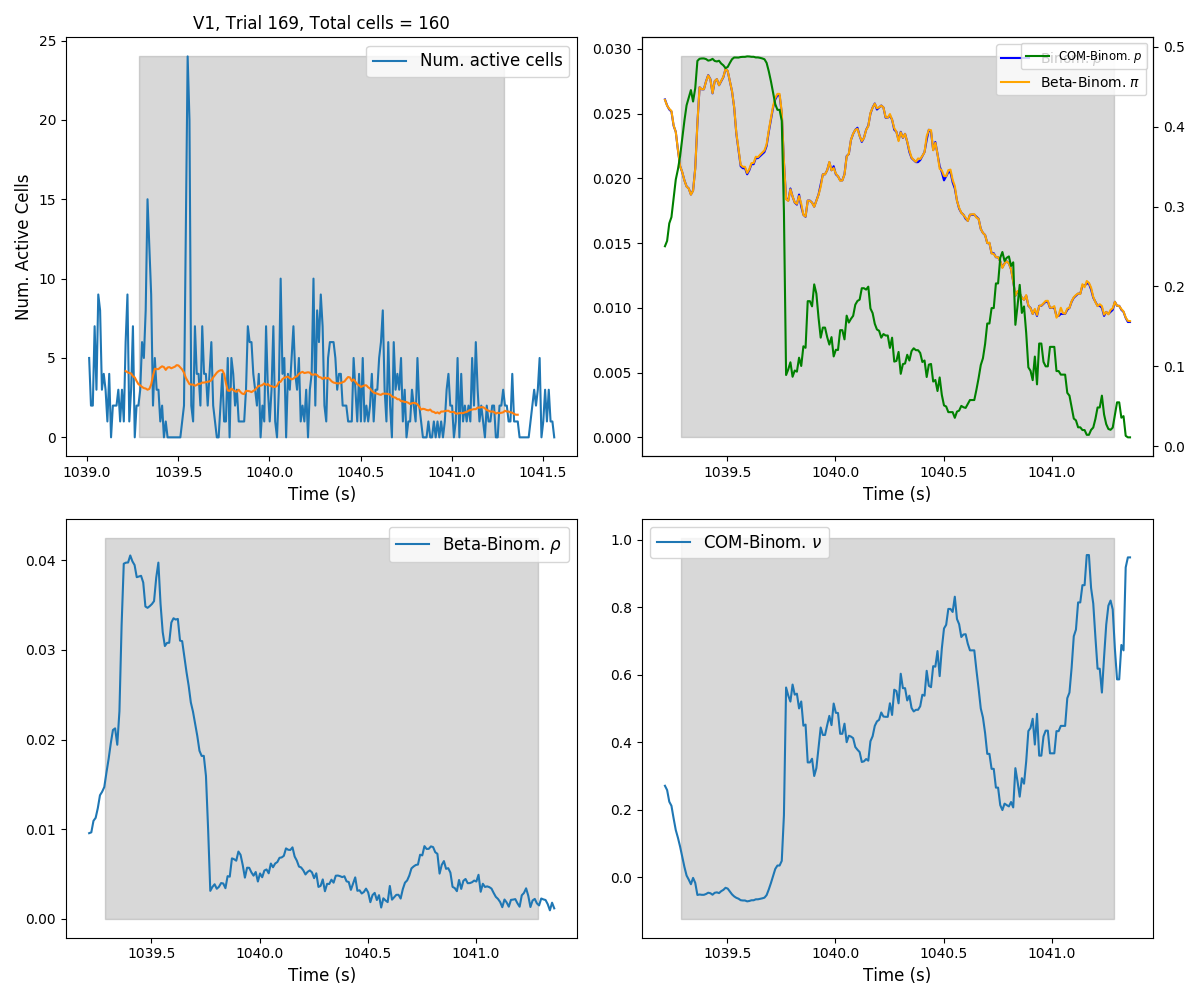 V1, Trial 169, Total cells = 160
Num. active cells
Num. Active Cells
25
20
15
10
5
0
1039.0 1039.5 1040.0 1040.5 1041.0 1041.5
Time (s)
COM-Binom. p
Beta-Binom. π
0.030
0.025
0.020
0.015
0.010
0.005
0.000
0.5
0.4
0.3
0.2
0.1
0.0
1039.5 1040.0 1040.5 1041.0
Time (s)
Beta-Binom. ρ
0.04
0.03
0.02
0.01
0.00
1039.5 1040.0 1040.5 1041.0
Time (s)
COM-Binom. ν
1.0
0.8
0.6
0.4
0.2
0.0
1039.5 1040.0 1040.5 1041.0
Time (s)